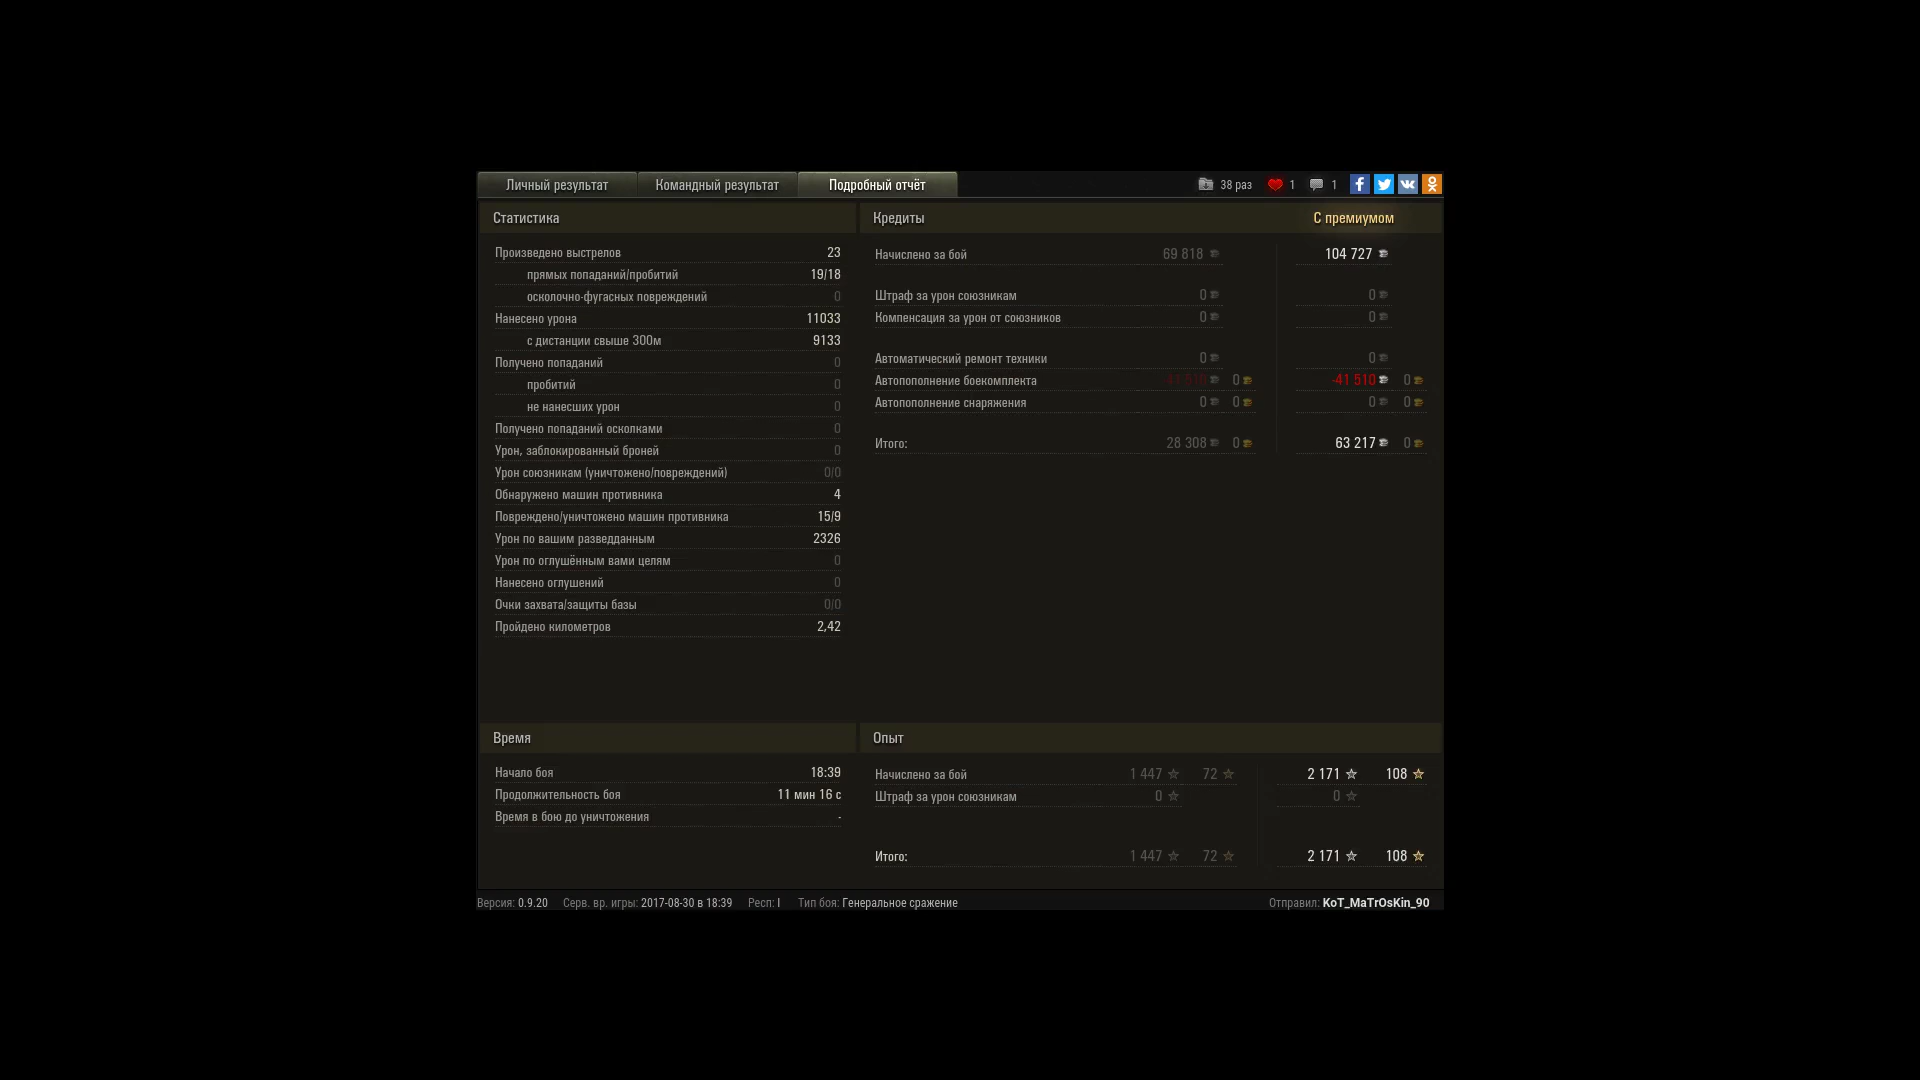 Личный результат Командный результат Подробный отчёт 38 раз 1 1
Статистика
Произведено выстрелов 23
прямых попаданий/пробитий 19/18
осколочно-фугасных повреждений 0
Нанесено урона 11033
с дистанции свыше 300м 9133
Получено попаданий 0
пробитий 0
не нанесших урон 0
Получено попаданий осколками 0
Урон, заблокированный броней 0
Урон союзникам (уничтожено/повреждений) 0/0
Обнаружено машин противника 4
Повреждено/уничтожено машин противника 15/9
Урон по вашим разведданным 2326
Урон по оглушённым вами целям 0
Нанесено оглушений 0
Очки захвата/защиты базы 0/0
Пройдено километров 2,42
Кредиты С премиумом
Начислено за бой 69 818 104 727
Штраф за урон союзникам 0 0
Компенсация за урон от союзников 0 0
Автоматический ремонт техники 0 0
Автопополнение боекомплекта -41 510 0 -41 510 0
Автопополнение снаряжения 0 0 0 0
Итого: 28 308 0 63 217 0
Время
Начало боя 18:39
Продолжительность боя 11 мин 16 с
Время в бою до уничтожения -
Опыт
Начислено за бой 1 447 72 2 171 108
Штраф за урон союзникам 0 0
Итого: 1 447 72 2 171 108
Версия: 0.9.20 Серв. вр. игры: 2017-08-30 в 18:39 Респ: I Тип боя: Генеральное сражение Отправил: KoT_MaTrOsKin_90